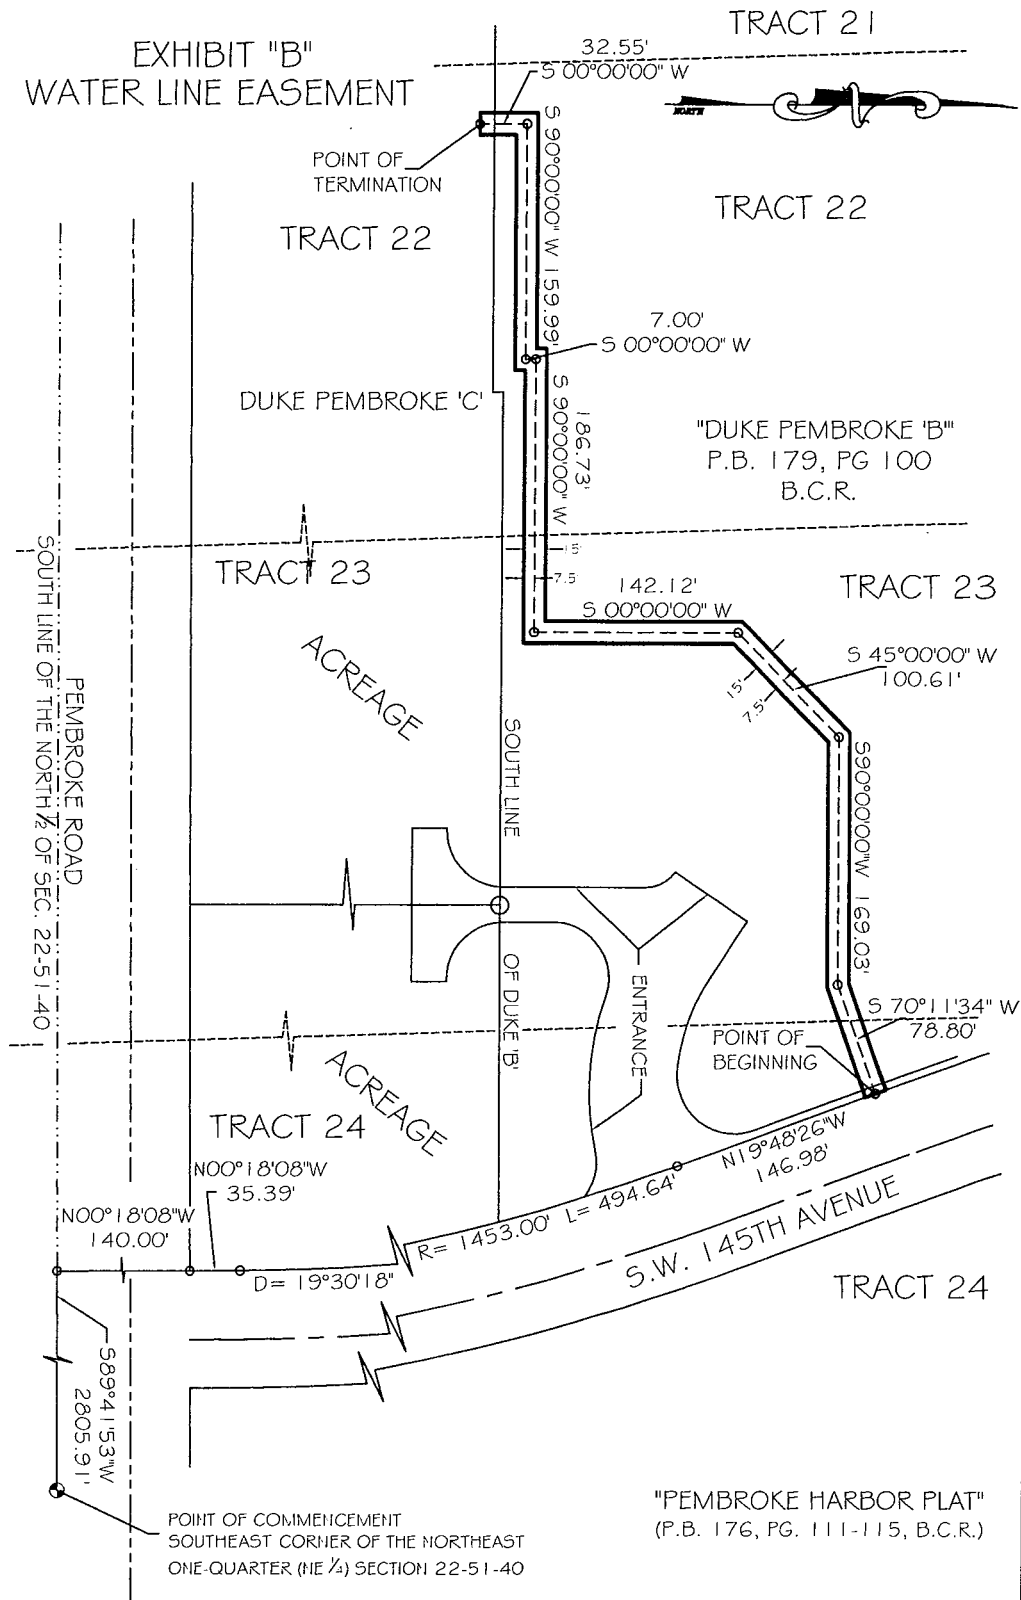 EXHIBIT "B"
WATER LINE EASEMENT
TRACT 21
32.55'
S 00°00'00" W
NORTH
POINT OF
TERMINATION
S 90°00'00" W 159.99'
TRACT 22
TRACT 22
7.00'
S 00°00'00" W
DUKE PEMBROKE 'C'
186.73'
S 90°00'00" W
"DUKE PEMBROKE 'B'"
P.B. 179, PG 100
B.C.R.
TRACT 23
15'
7.5'
142.12'
S 00°00'00" W
TRACT 23
SOUTH LINE OF THE NORTH ½ OF SEC. 22-51-40
PEMBROKE ROAD
ACREAGE
S 45°00'00" W
100.61'
15'
7.5'
SOUTH LINE
OF DUKE 'B'
S90°00'00"W 169.03'
ENTRANCE
S 70°11'34" W
78.80'
POINT OF
BEGINNING
ACREAGE
TRACT 24
N00°18'08"W
35.39'
N00°18'08"W
140.00'
D= 19°30'18"
R= 1453.00' L= 494.64'
N19°48'26"W
146.98'
S.W. 145TH AVENUE
TRACT 24
S89°41'53"W
2805.91'
POINT OF COMMENCEMENT
SOUTHEAST CORNER OF THE NORTHEAST
ONE-QUARTER (NE ¼) SECTION 22-51-40
"PEMBROKE HARBOR PLAT"
(P.B. 176, PG. 111-115, B.C.R.)